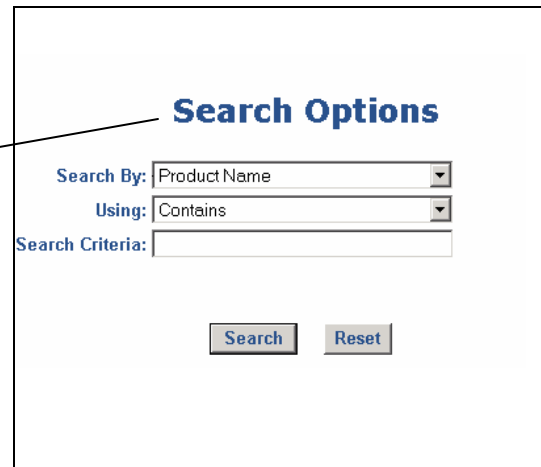 Search Options
Search By: Product Name
Using: Contains
Search Criteria:
Search Reset